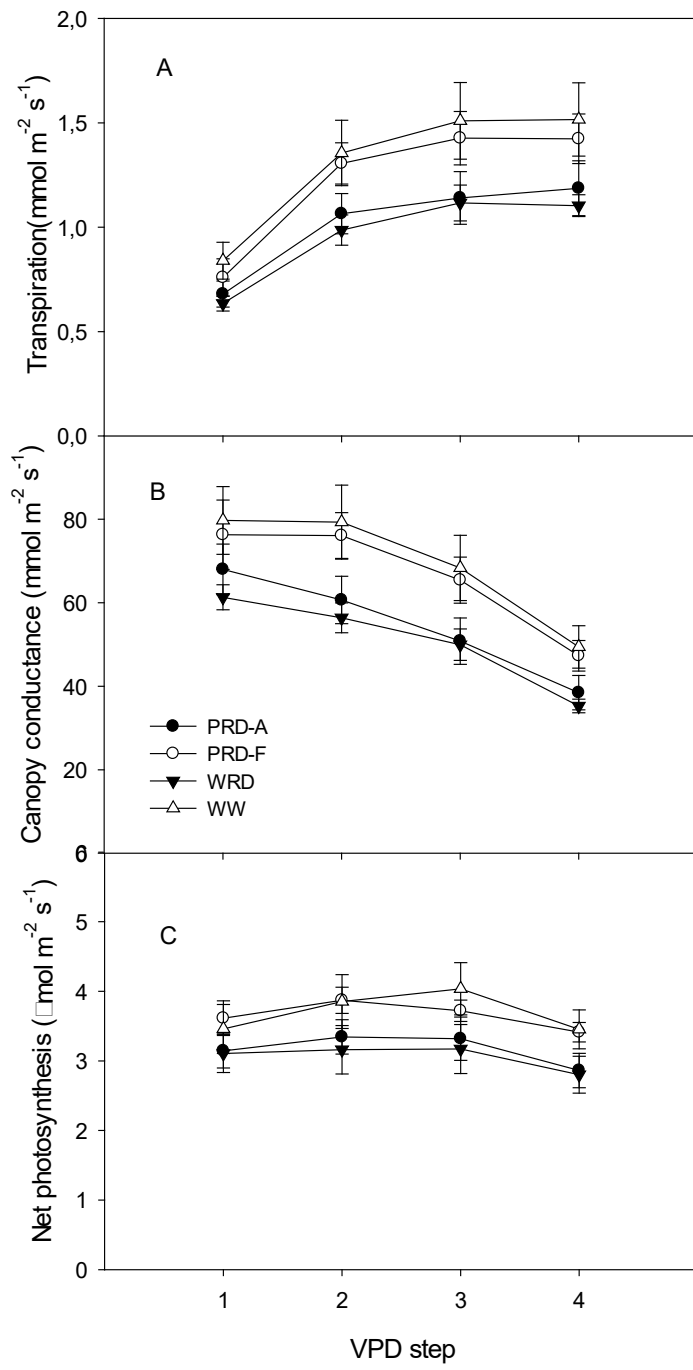 2,0
A
1,5
1,0
0,5
0,0
Transpiration(mmol m⁻² s⁻¹)
B
80
60
40
20
Canopy conductance (mmol m⁻² s⁻¹)
PRD-A
PRD-F
WRD
WW
6
C
5
4
3
2
1
0
Net photosynthesis (□mol m⁻² s⁻¹)
1 2 3 4
VPD step